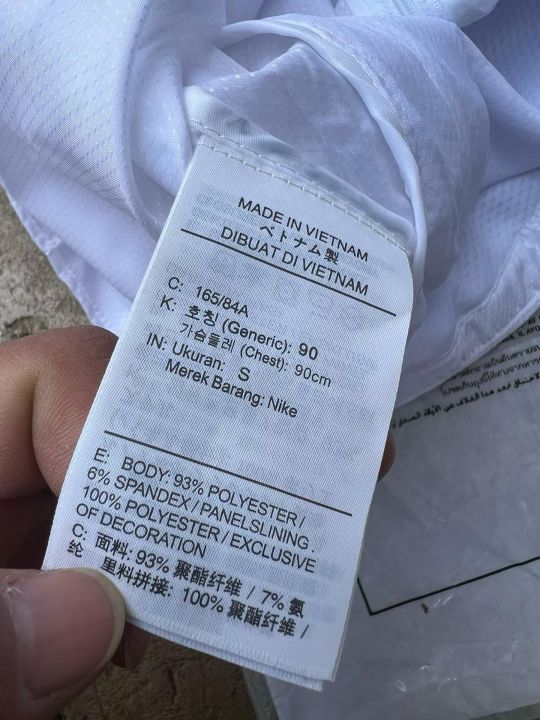 MADE IN VIETNAM
ベトナム製
DIBUAT DI VIETNAM
C: 165/84A
K: 호칭 (Generic): 90
가슴둘레 (Chest): 90cm
IN: Ukuran: S
Merek Barang: Nike
E: BODY: 93% POLYESTER /
6% SPANDEX / PANELSLINING .
100% POLYESTER / EXCLUSIVE
OF DECORATION
C: 面料: 93% 聚酯纤维 / 7% 氨
纶 里料拼接: 100% 聚酯纤维 /